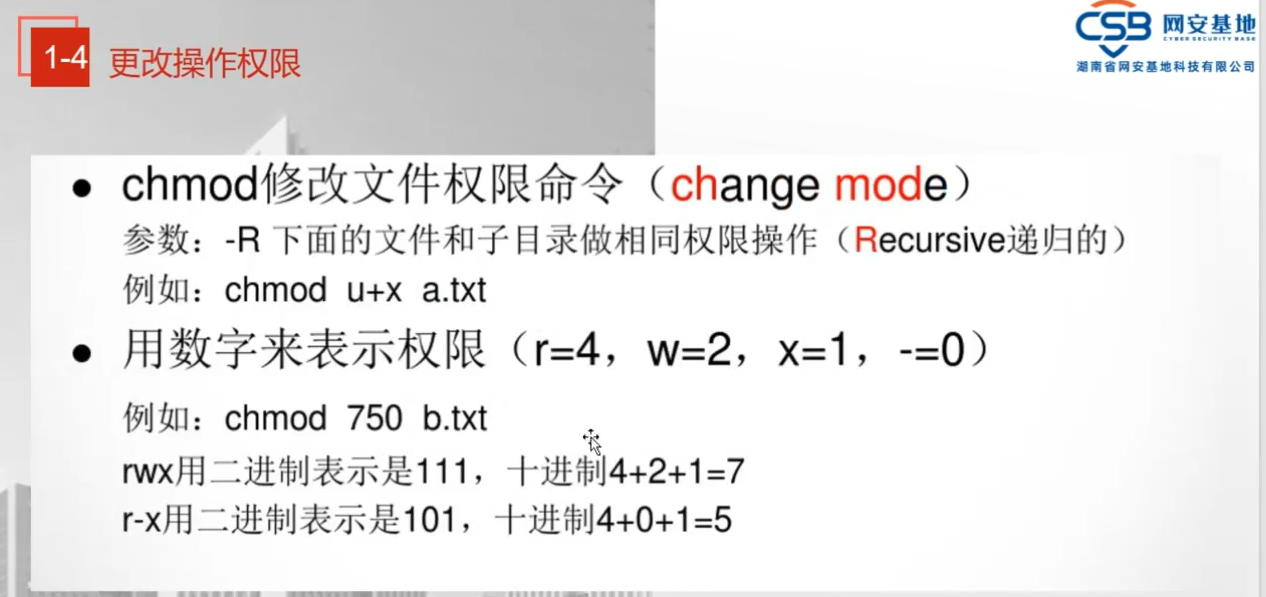 1-4 更改操作权限
CSB 网安基地
CYBER SECURITY BASE
湖南省网安基地科技有限公司
● chmod修改文件权限命令（change mode）
参数：-R 下面的文件和子目录做相同权限操作（Recursive递归的）
例如：chmod u+x a.txt
● 用数字来表示权限（r=4，w=2，x=1，-=0）
例如：chmod 750 b.txt
rwx用二进制表示是111，十进制4+2+1=7
r-x用二进制表示是101，十进制4+0+1=5